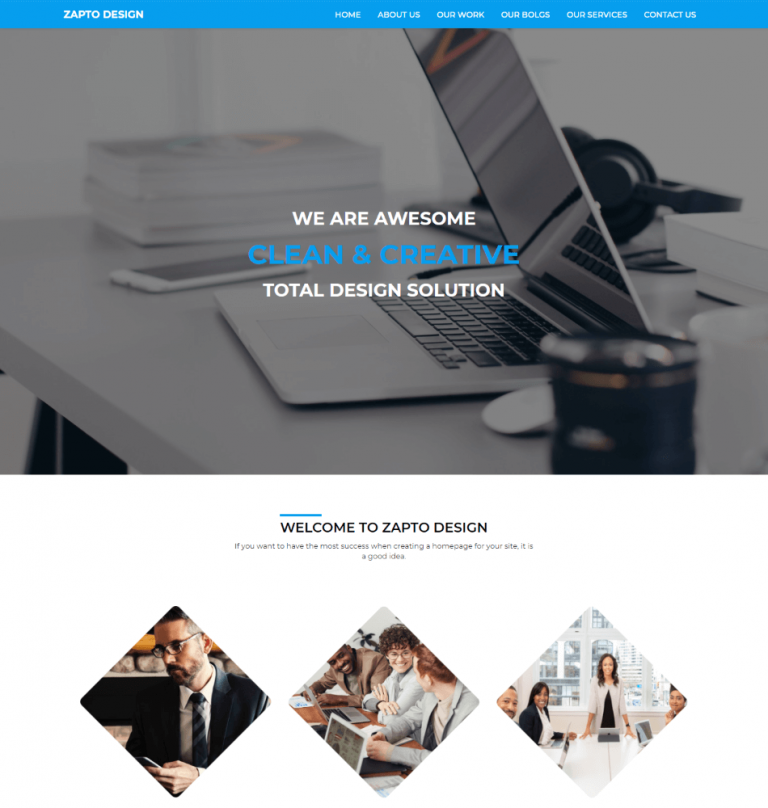 ZAPTO DESIGN HOME ABOUT US OUR WORK OUR BOLGS OUR SERVICES CONTACT US
WE ARE AWESOME
CLEAN & CREATIVE
TOTAL DESIGN SOLUTION
WELCOME TO ZAPTO DESIGN
If you want to have the most success when creating a homepage for your site, it is
a good idea.